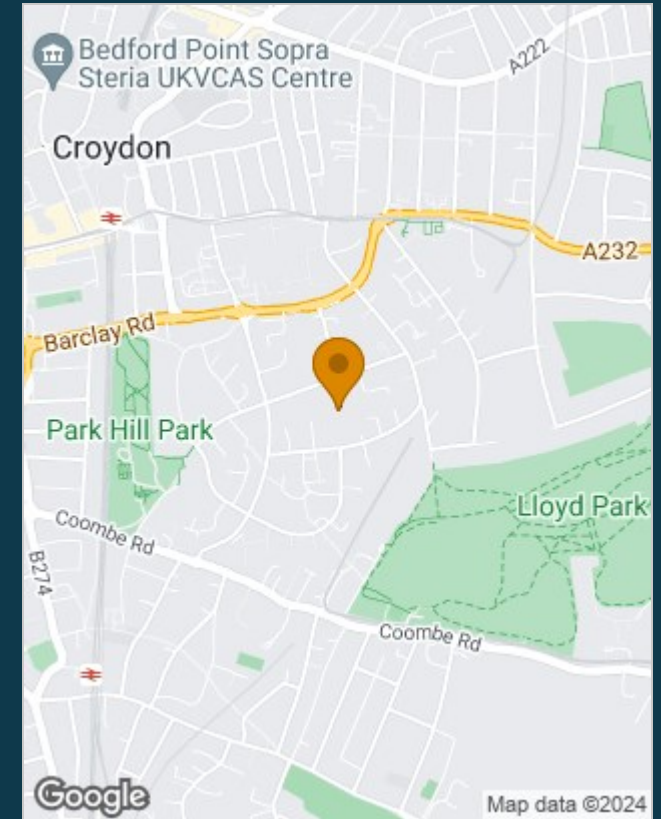 Bedford Point Sopra
Steria UKVCAS Centre
A222
Croydon
A232
Barclay Rd
Park Hill Park
Lloyd Park
Coombe Rd
B274
Coombe Rd
Google
Map data ©2024